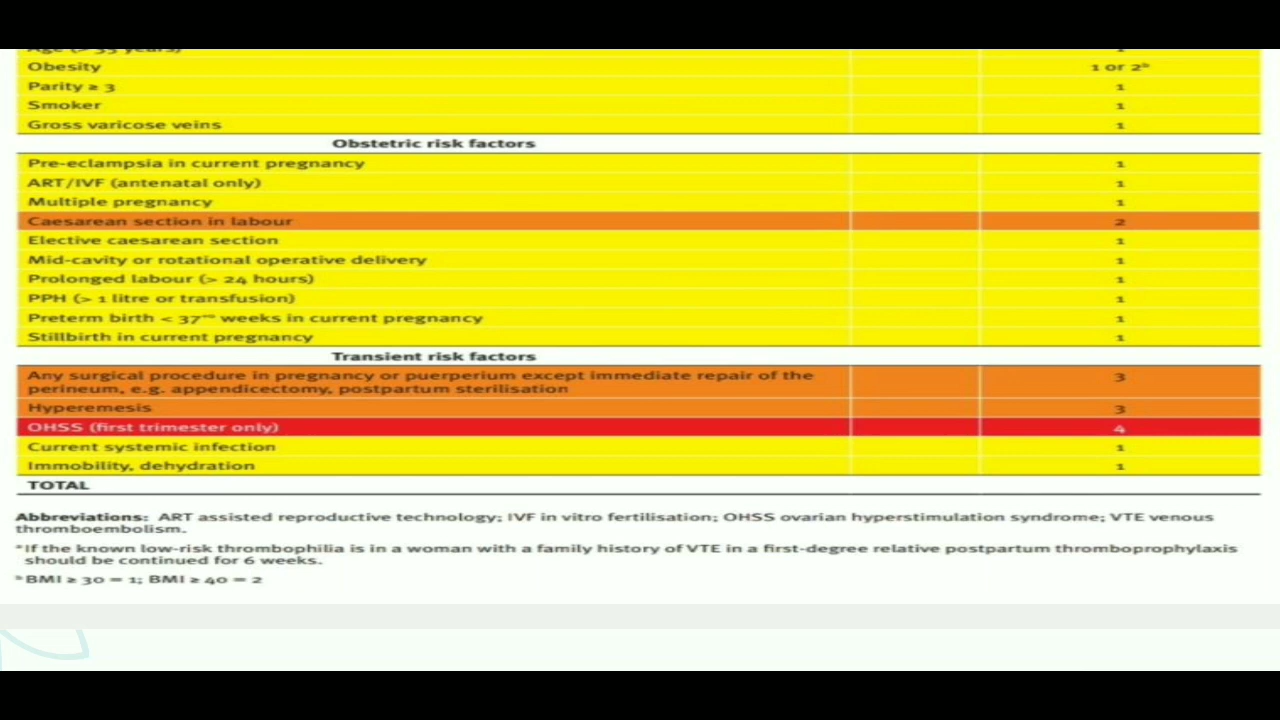 Age (> 35 years) 1
Obesity 1 or 2ᵇ
Parity ≥ 3 1
Smoker 1
Gross varicose veins 1
Obstetric risk factors
Pre-eclampsia in current pregnancy 1
ART/IVF (antenatal only) 1
Multiple pregnancy 1
Caesarean section in labour 2
Elective caesarean section 1
Mid-cavity or rotational operative delivery 1
Prolonged labour (> 24 hours) 1
PPH (> 1 litre or transfusion) 1
Preterm birth < 37⁺⁰ weeks in current pregnancy 1
Stillbirth in current pregnancy 1
Transient risk factors
Any surgical procedure in pregnancy or puerperium except immediate repair of the 3
perineum, e.g. appendicectomy, postpartum sterilisation
Hyperemesis 3
OHSS (first trimester only) 4
Current systemic infection 1
Immobility, dehydration 1
TOTAL
Abbreviations: ART assisted reproductive technology; IVF in vitro fertilisation; OHSS ovarian hyperstimulation syndrome; VTE venous
thromboembolism.
ᵃIf the known low-risk thrombophilia is in a woman with a family history of VTE in a first-degree relative postpartum thromboprophylaxis
should be continued for 6 weeks.
ᵇBMI ≥ 30 = 1; BMI ≥ 40 = 2